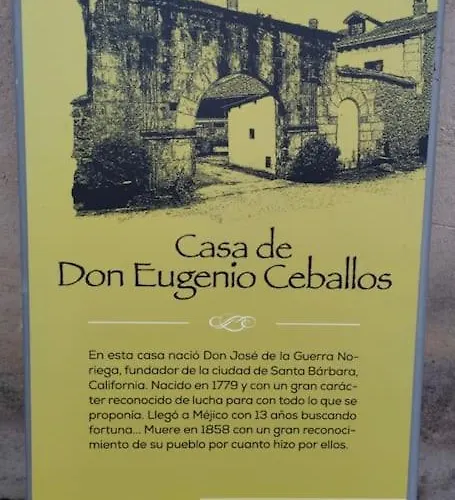 Casa de
Don Eugenio Ceballos
En esta casa nació Don José de la Guerra No-
riega, fundador de la ciudad de Santa Bárbara,
California. Nacido en 1779 y con un gran carác-
ter reconocido de lucha para con todo lo que se
proponía. Llegó a Méjico con 13 años buscando
fortuna... Muere en 1858 con un gran reconoci-
miento de su pueblo por cuanto hizo por ellos.